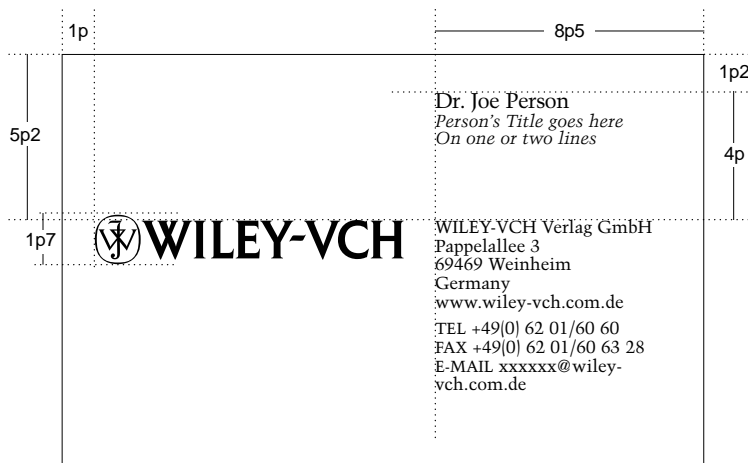 1p
8p5
1p2
Dr. Joe Person
Person's Title goes here
On one or two lines
5p2
4p
1p7
WILEY-VCH
WILEY-VCH Verlag GmbH
Pappelallee 3
69469 Weinheim
Germany
www.wiley-vch.com.de
TEL +49(0) 62 01/60 60
FAX +49(0) 62 01/60 63 28
E-MAIL xxxxxx@wiley-
vch.com.de